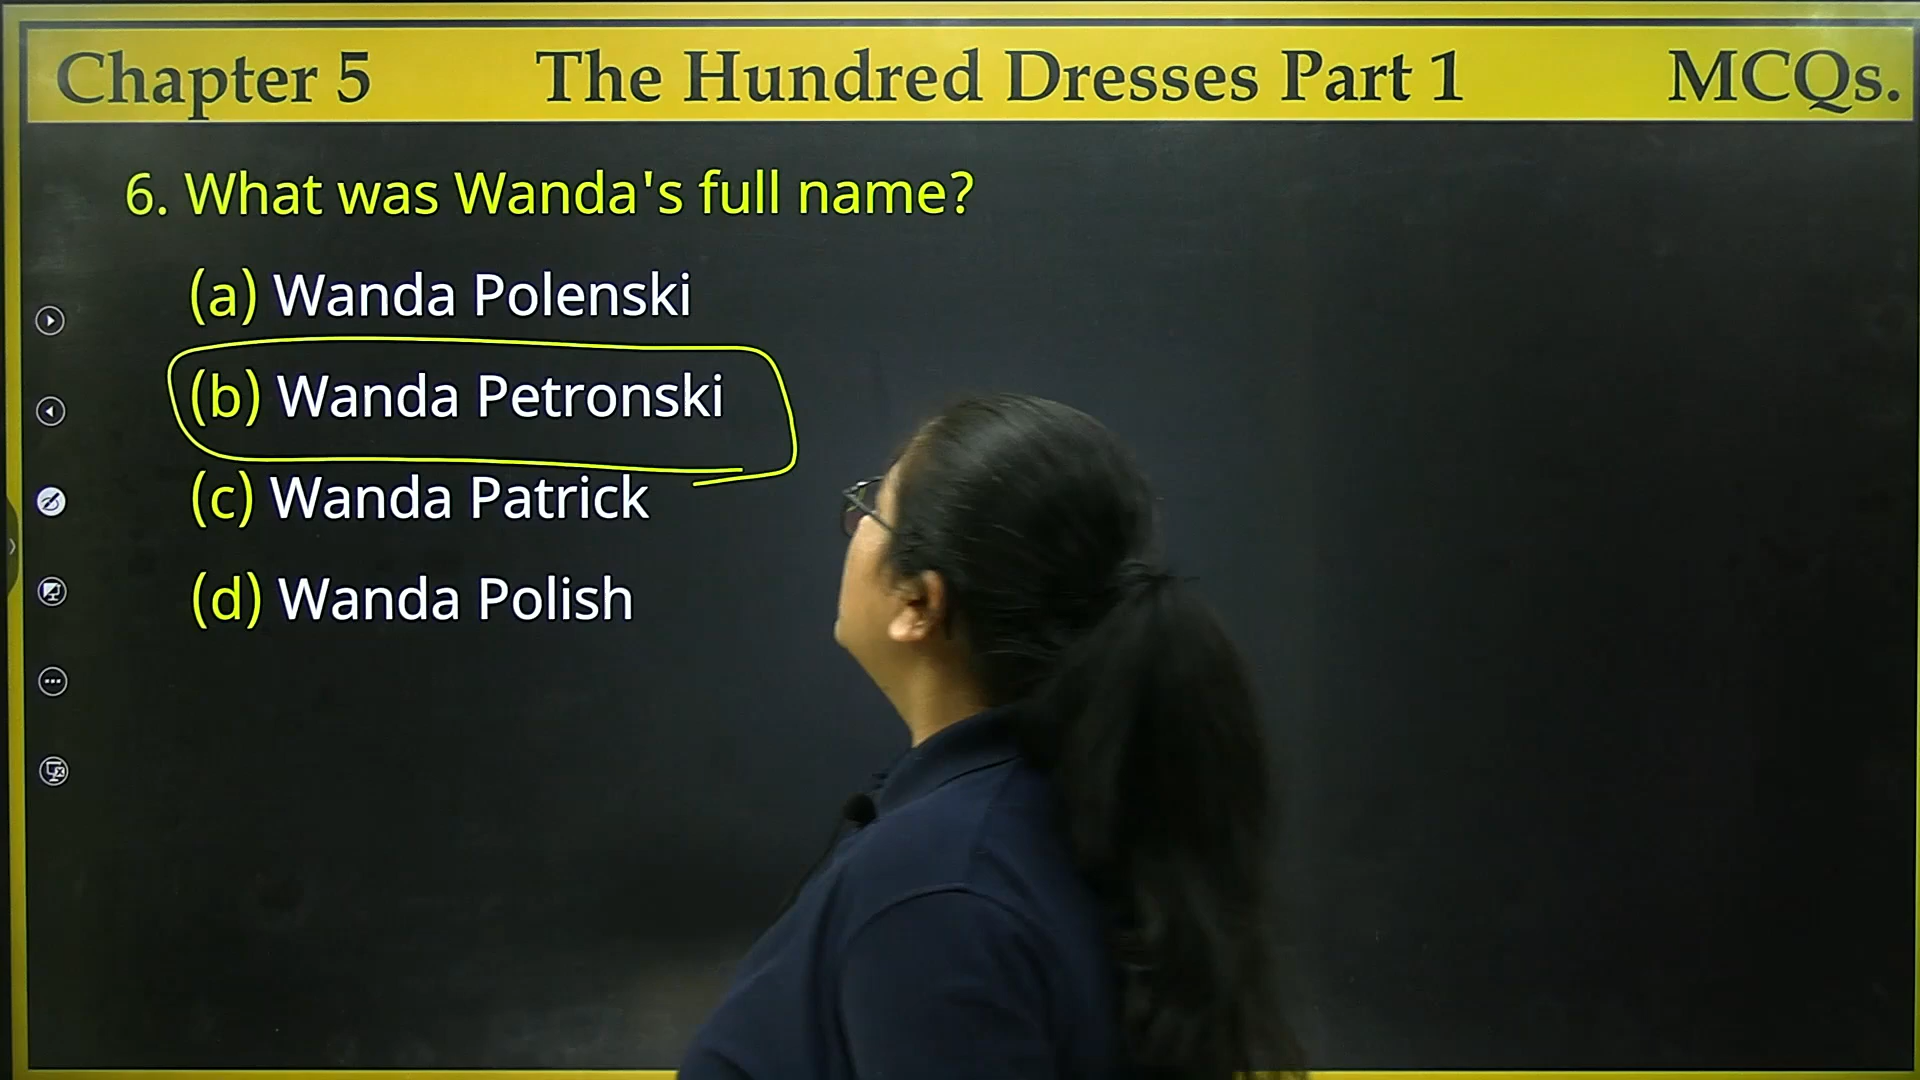 Chapter 5 The Hundred Dresses Part 1 MCQs.
6. What was Wanda's full name?
(a) Wanda Polenski
(b) Wanda Petronski
(c) Wanda Patrick
(d) Wanda Polish